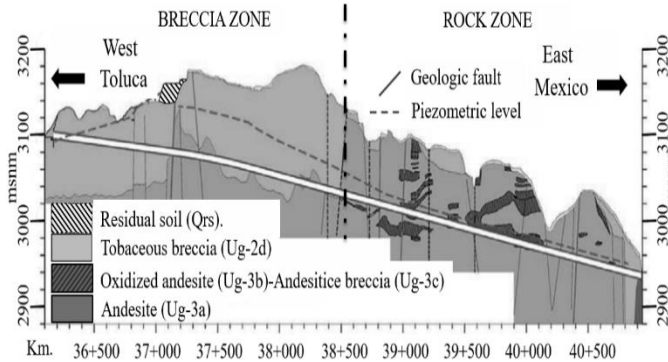 BRECCIA ZONE
ROCK ZONE
West
Toluca
East
Mexico
Geologic fault
Piezometric level
3200
3100
3000
2900
msnm
3200
3100
3000
2900
Residual soil (Qrs).
Tobaceous breccia (Ug-2d)
Oxidized andesite (Ug-3b)-Andesitice breccia (Ug-3c)
Andesite (Ug-3a)
Km.
36+500
37+000
37+500
38+000
38+500
39+000
39+500
40+000
40+500